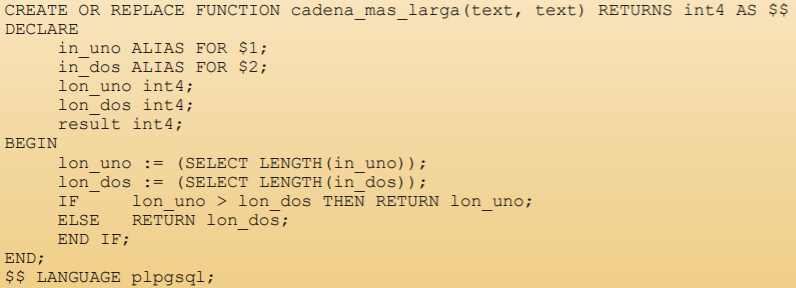 CREATE OR REPLACE FUNCTION cadena_mas_larga(text, text) RETURNS int4 AS $$
DECLARE
     in_uno ALIAS FOR $1;
     in_dos ALIAS FOR $2;
     lon_uno int4;
     lon_dos int4;
     result int4;
BEGIN
     lon_uno := (SELECT LENGTH(in_uno));
     lon_dos := (SELECT LENGTH(in_dos));
     IF     lon_uno > lon_dos THEN RETURN lon_uno;
     ELSE   RETURN lon_dos;
     END IF;
END;
$$ LANGUAGE plpgsql;